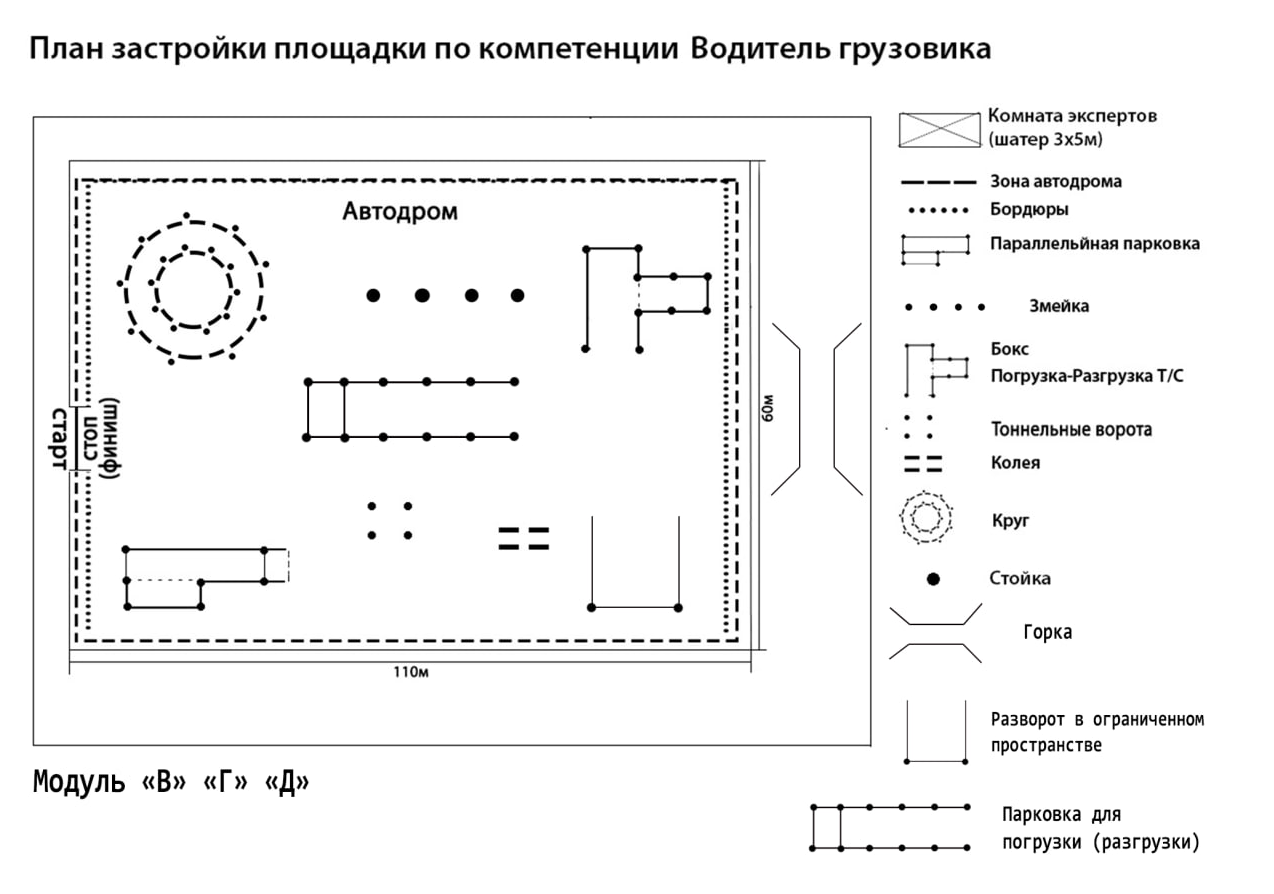 План застройки площадки по компетенции Водитель грузовика
Автодром
старт
стоп
(финиш)
60м
110м
Модуль «В» «Г» «Д»
Комната экспертов
(шатер 3х5м)
Зона автодрома
Бордюры
Параллельйная парковка
Змейка
Бокс
Погрузка-Разгрузка Т/С
Тоннельные ворота
Колея
Круг
Стойка
Горка
Разворот в ограниченном
пространстве
Парковка для
погрузки (разгрузки)